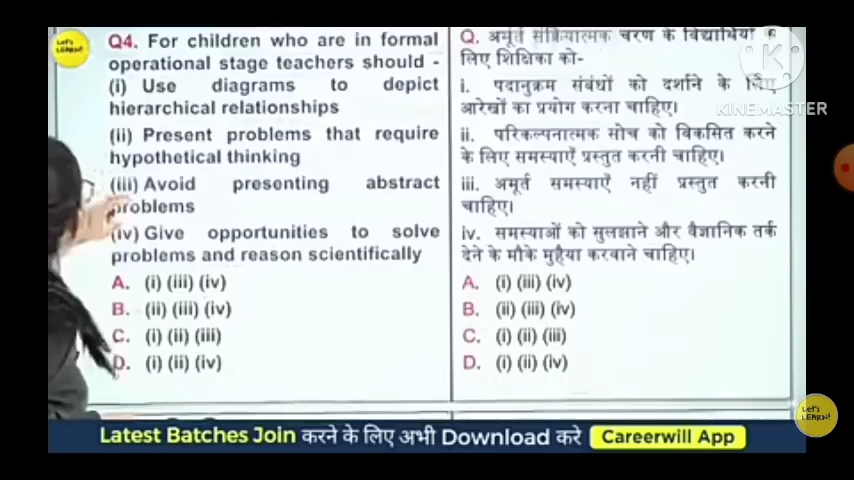 Let's
LEARN!
Q4. For children who are in formal
operational stage teachers should -
(i) Use diagrams to depict
hierarchical relationships
(ii) Present problems that require
hypothetical thinking
(iii) Avoid presenting abstract
problems
(iv) Give opportunities to solve
problems and reason scientifically
A. (i) (iii) (iv)
B. (ii) (iii) (iv)
C. (i) (ii) (iii)
D. (i) (ii) (iv)
Q. अमूर्त संक्रियात्मक चरण के विद्यार्थियों के
लिए शिक्षिका को-
i. पदानुक्रम संबंधों को दर्शाने के लिए
आरेखों का प्रयोग करना चाहिए।
ii. परिकल्पनात्मक सोच को विकसित करने
के लिए समस्याएँ प्रस्तुत करनी चाहिए।
iii. अमूर्त समस्याएँ नहीं प्रस्तुत करनी
चाहिए।
iv. समस्याओं को सुलझाने और वैज्ञानिक तर्क
देने के मौके मुहैया करवाने चाहिए।
A. (i) (iii) (iv)
B. (ii) (iii) (iv)
C. (i) (ii) (iii)
D. (i) (ii) (iv)
K
KINEMASTER
Let's
LEARN!
Latest Batches Join करने के लिए अभी Download करे Careerwill App